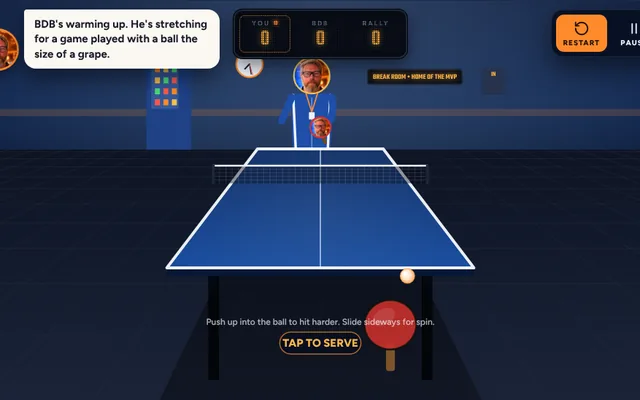 BDB's warming up. He's stretching
for a game played with a ball the
size of a grape.
YOU BDB RALLY
0 0 0
RESTART
PAUS
7
BREAK ROOM • HOME OF THE MVP
Push up into the ball to hit harder. Slide sideways for spin.
TAP TO SERVE